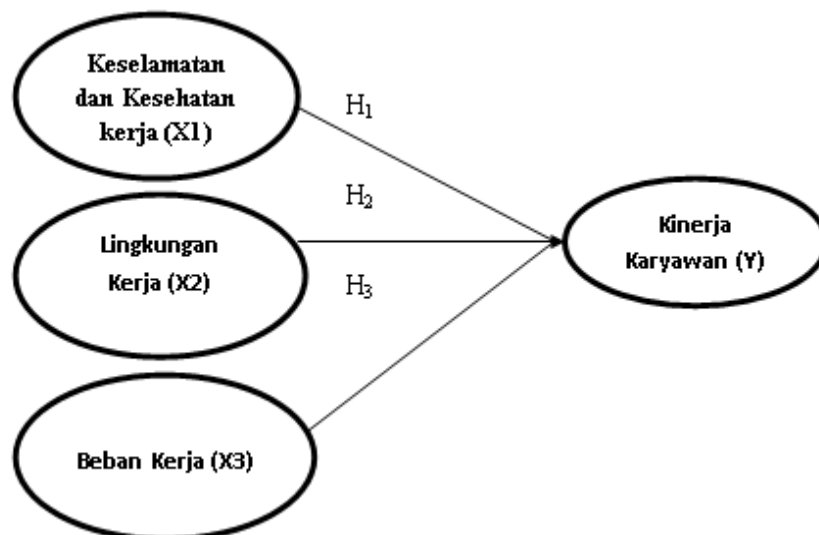 Keselamatan
dan Kesehatan
kerja (X1)
H1
H2
Lingkungan
Kerja (X2)
H3
Beban Kerja (X3)
Kinerja
Karyawan (Y)